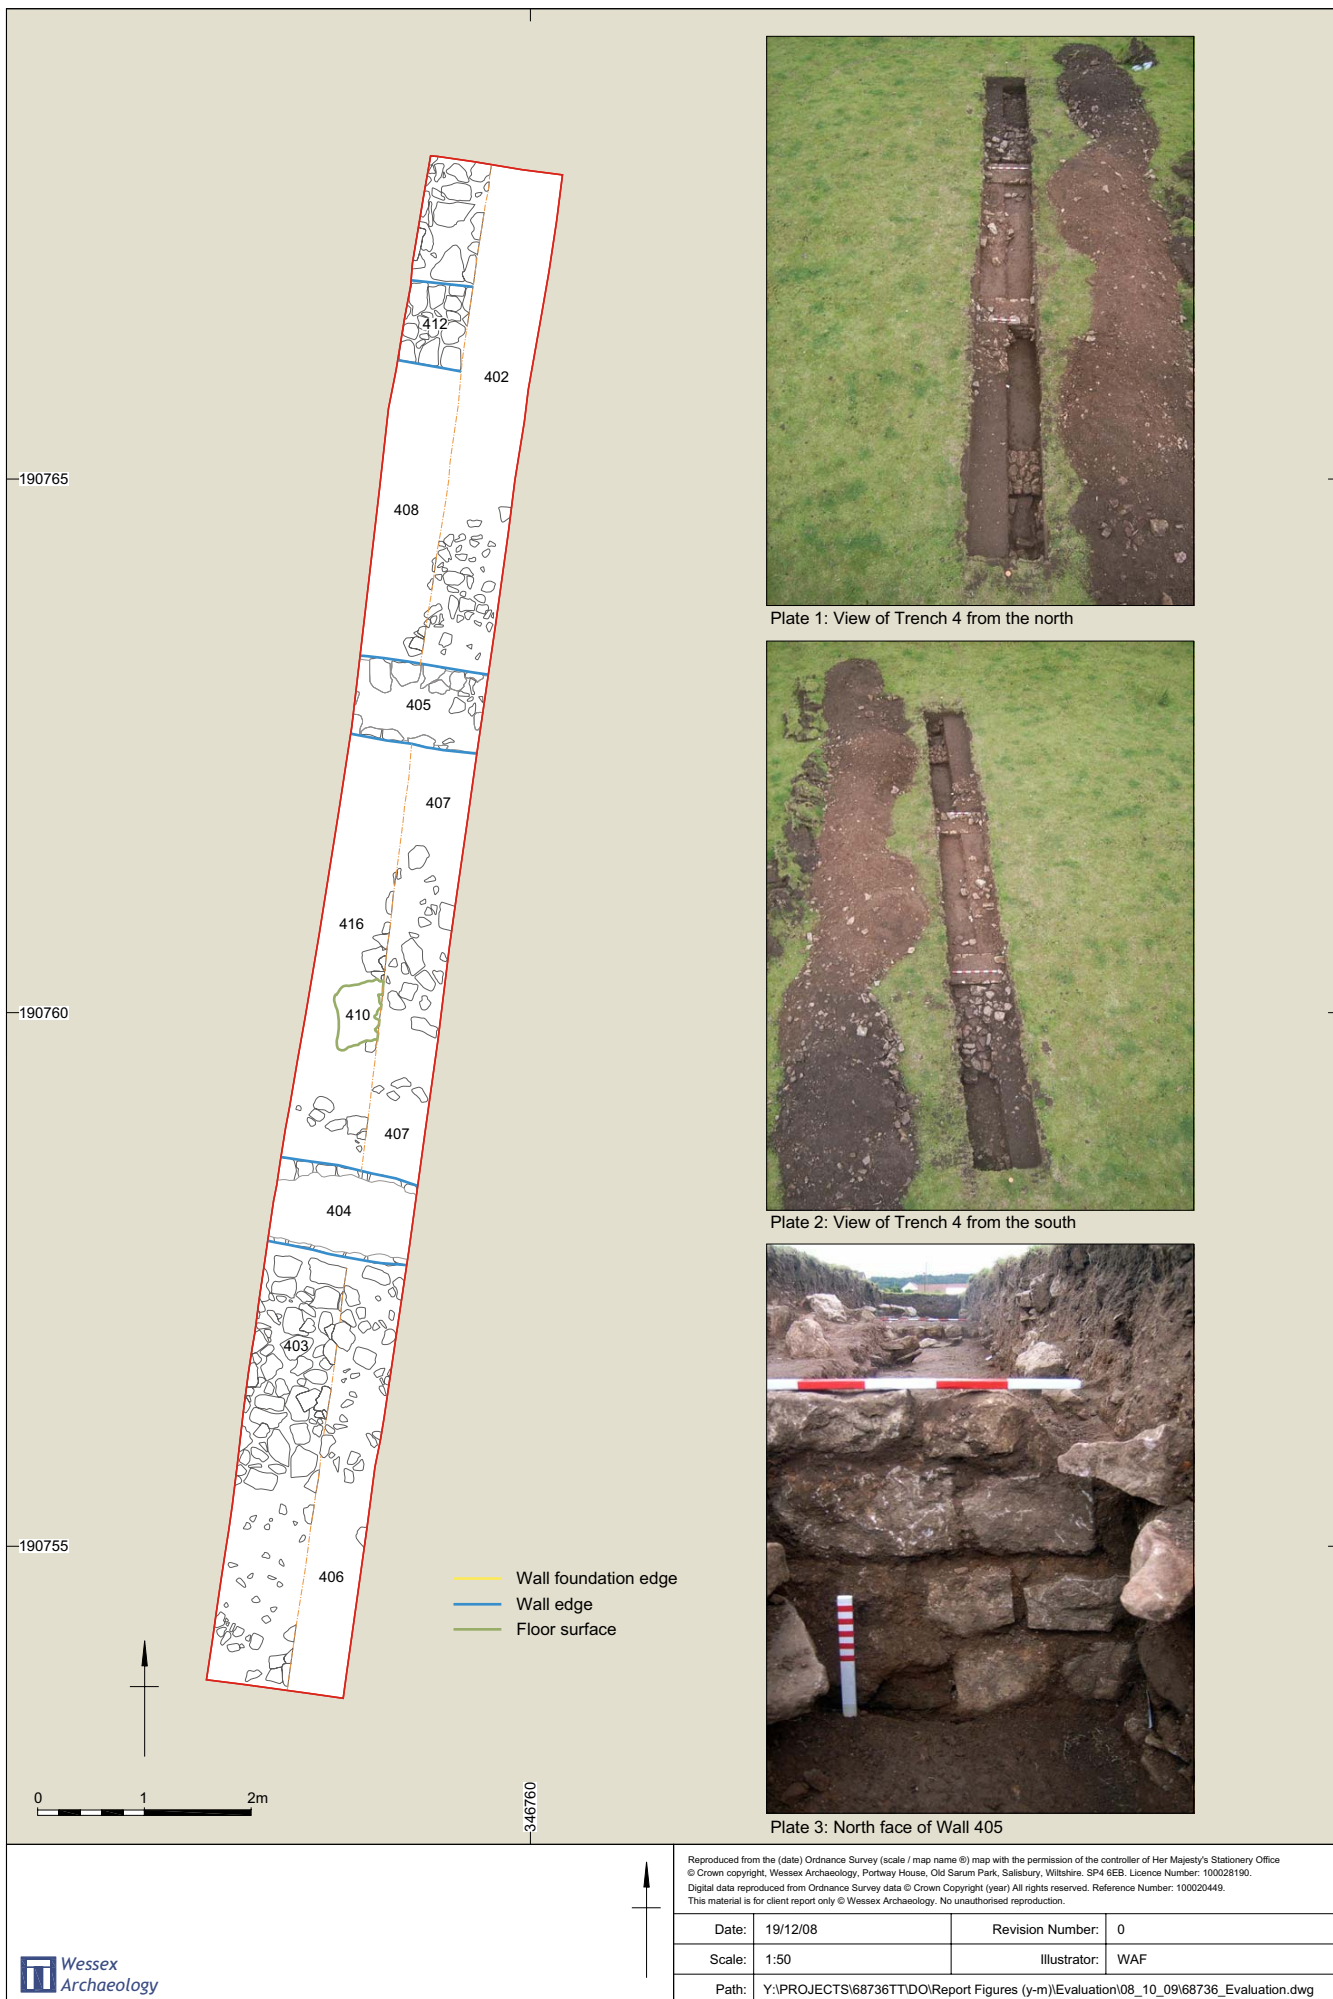 412
402
190765
408
405
407
416
410
190760
407
404
403
190755
406
Wall foundation edge
Wall edge
Floor surface
0 1 2m
346760
Plate 1: View of Trench 4 from the north
Plate 2: View of Trench 4 from the south
Plate 3: North face of Wall 405
Wessex
Archaeology
Reproduced from the (date) Ordnance Survey (scale / map name ®) map with the permission of the controller of Her Majesty's Stationery Office
© Crown copyright, Wessex Archaeology, Portway House, Old Sarum Park, Salisbury, Wiltshire. SP4 6EB. Licence Number: 100028190.
Digital data reproduced from Ordnance Survey data © Crown Copyright (year) All rights reserved. Reference Number: 100020449.
This material is for client report only © Wessex Archaeology. No unauthorised reproduction.
Date: 19/12/08 Revision Number: 0
Scale: 1:50 Illustrator: WAF
Path: Y:\PROJECTS\68736TT\DO\Report Figures (y-m)\Evaluation\08_10_09\68736_Evaluation.dwg